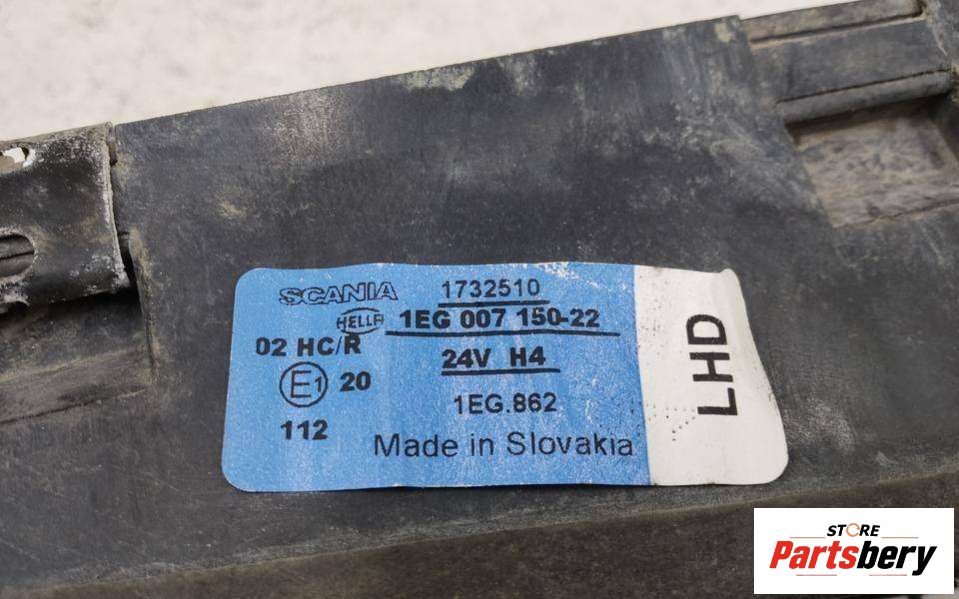 SCANIA 1732510
HELLA 1EG 007 150-22
02 HC/R 24V H4
E1 20
112 1EG.862
Made in Slovakia
LHD
STORE
Partsbery